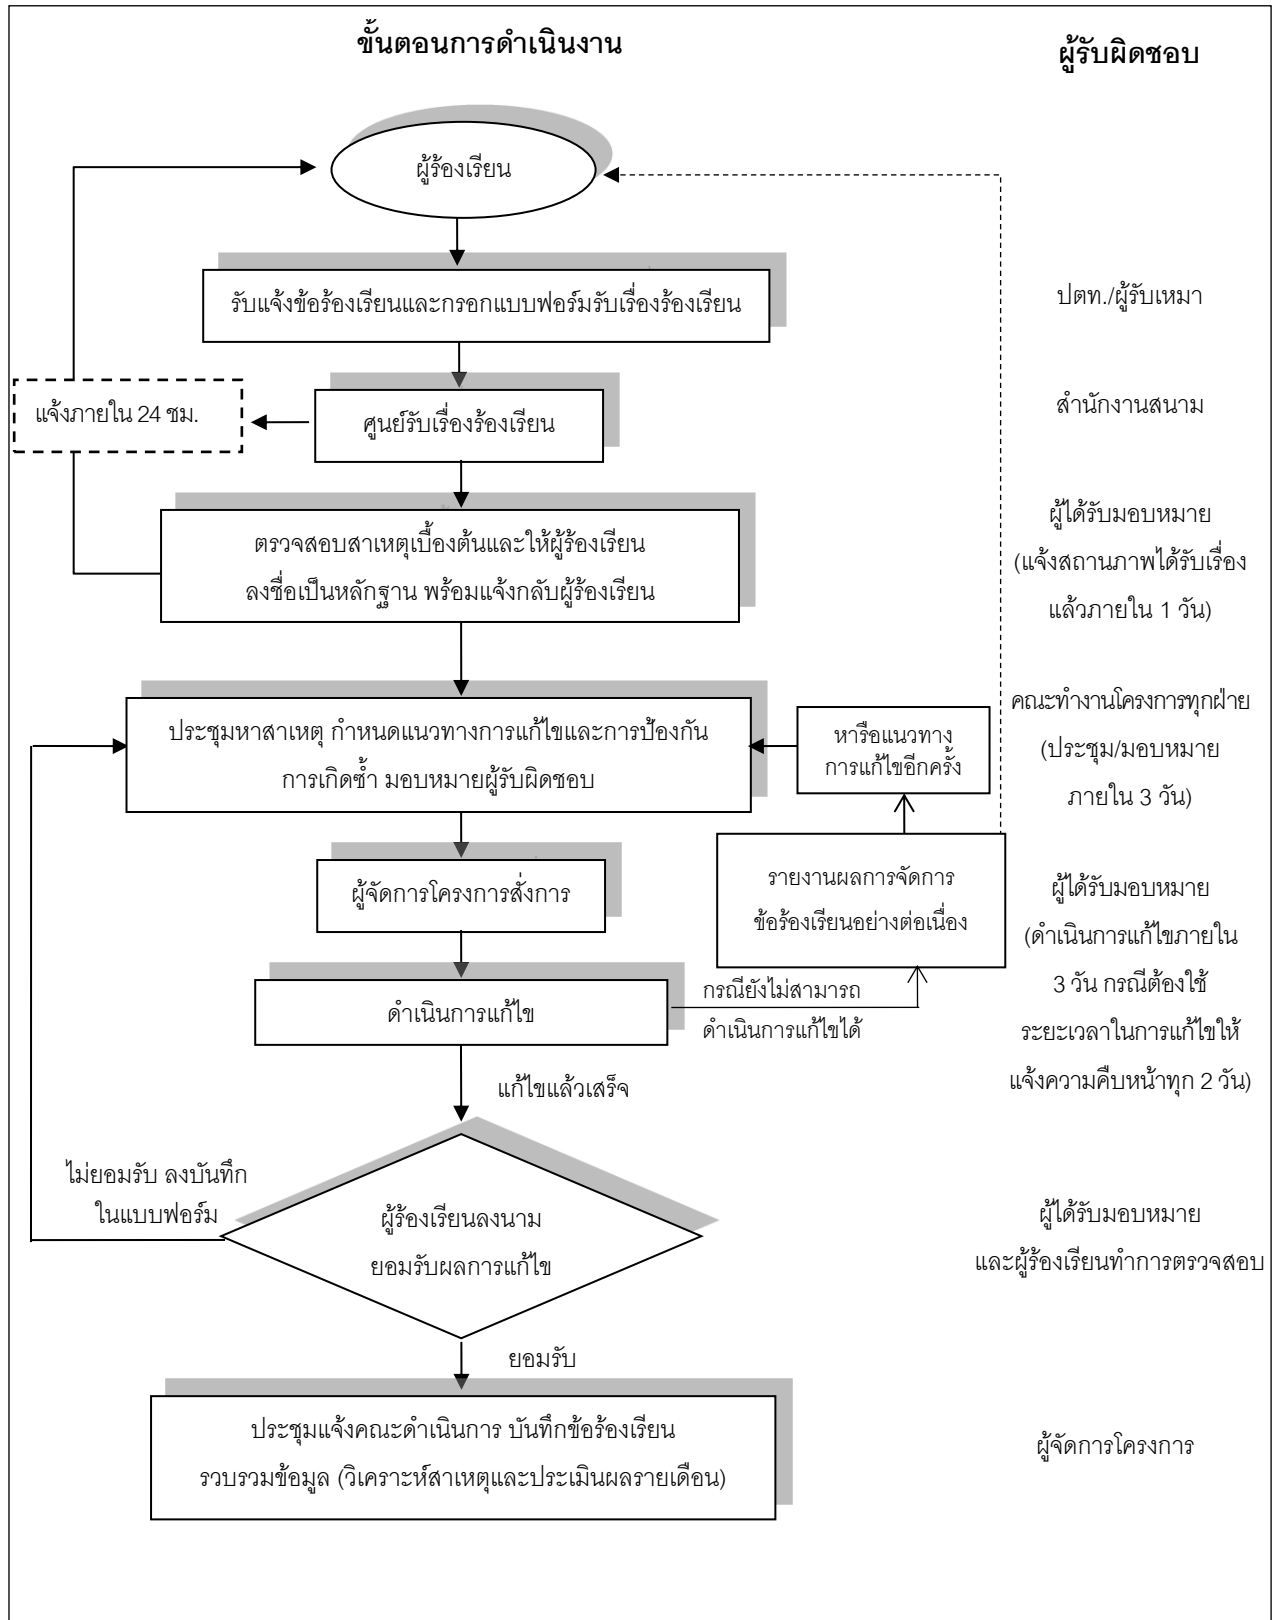 ขั้นตอนการดำเนินงาน
ผู้รับผิดชอบ
ผู้ร้องเรียน
รับแจ้งข้อร้องเรียนและกรอกแบบฟอร์มรับเรื่องร้องเรียน
ปตท./ผู้รับเหมา
แจ้งภายใน 24 ชม.
ศูนย์รับเรื่องร้องเรียน
สำนักงานสนาม
ตรวจสอบสาเหตุเบื้องต้นและให้ผู้ร้องเรียน
ลงชื่อเป็นหลักฐาน พร้อมแจ้งกลับผู้ร้องเรียน
ผู้ได้รับมอบหมาย
(แจ้งสถานภาพได้รับเรื่อง
แล้วภายใน 1 วัน)
ประชุมหาสาเหตุ กำหนดแนวทางการแก้ไขและการป้องกัน
การเกิดซ้ำ มอบหมายผู้รับผิดชอบ
หารือแนวทาง
การแก้ไขอีกครั้ง
คณะทำงานโครงการทุกฝ่าย
(ประชุม/มอบหมาย
ภายใน 3 วัน)
ผู้จัดการโครงการสั่งการ
รายงานผลการจัดการ
ข้อร้องเรียนอย่างต่อเนื่อง
ผู้ได้รับมอบหมาย
(ดำเนินการแก้ไขภายใน
3 วัน กรณีต้องใช้
ระยะเวลาในการแก้ไขให้
แจ้งความคืบหน้าทุก 2 วัน)
ดำเนินการแก้ไข
กรณียังไม่สามารถ
ดำเนินการแก้ไขได้
แก้ไขแล้วเสร็จ
ไม่ยอมรับ ลงบันทึก
ในแบบฟอร์ม
ผู้ร้องเรียนลงนาม
ยอมรับผลการแก้ไข
ผู้ได้รับมอบหมาย
และผู้ร้องเรียนทำการตรวจสอบ
ยอมรับ
ประชุมแจ้งคณะดำเนินการ บันทึกข้อร้องเรียน
รวบรวมข้อมูล (วิเคราะห์สาเหตุและประเมินผลรายเดือน)
ผู้จัดการโครงการ